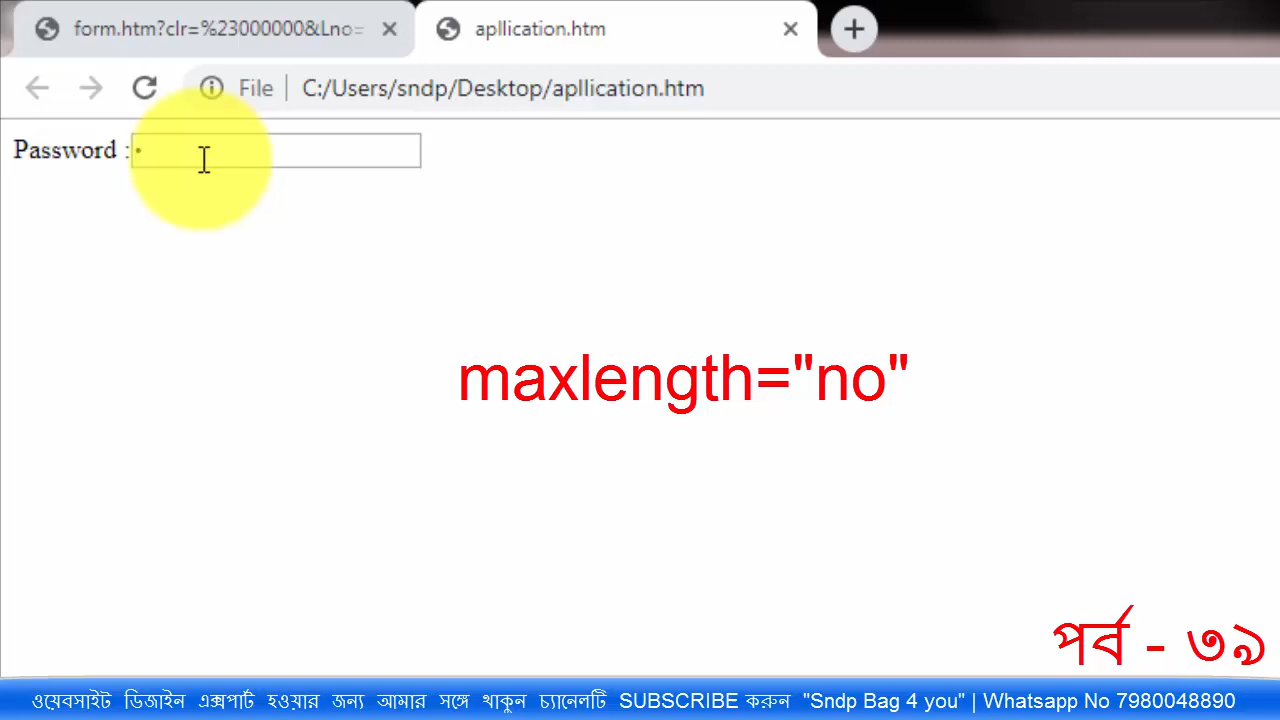 form.htm?clr=%23000000&Lno=
apllication.htm
File
C:/Users/sndp/Desktop/apllication.htm
Password :
maxlength="no"
পর্ব - ৩৯
ওয়েবসাইট ডিজাইন এক্সপার্ট হওয়ার জন্য আমার সঙ্গে থাকুন চ্যানেলটি SUBSCRIBE করুন "Sndp Bag 4 you" | Whatsapp No 7980048890